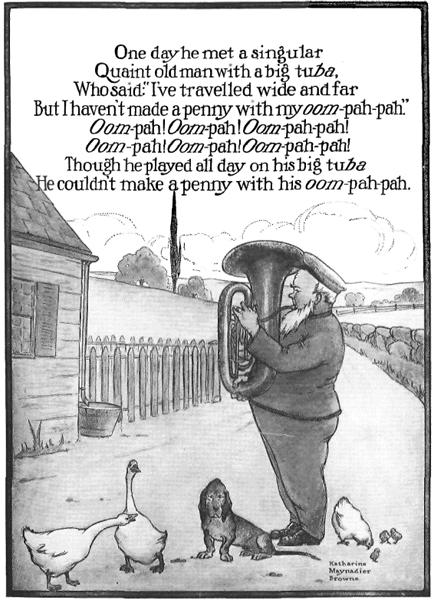 One day he met a singular
Quaint old man with a big tuba,
Who said: "I've travelled wide and far
But I haven't made a penny with my oom-pah-pah."
Oom-pah! Oom-pah! Oom-pah-pah!
Oom-pah! Oom-pah! Oom-pah-pah!
Though he played all day on his big tuba
He couldn't make a penny with his oom-pah-pah.
Katharine
Maynadier
Browne